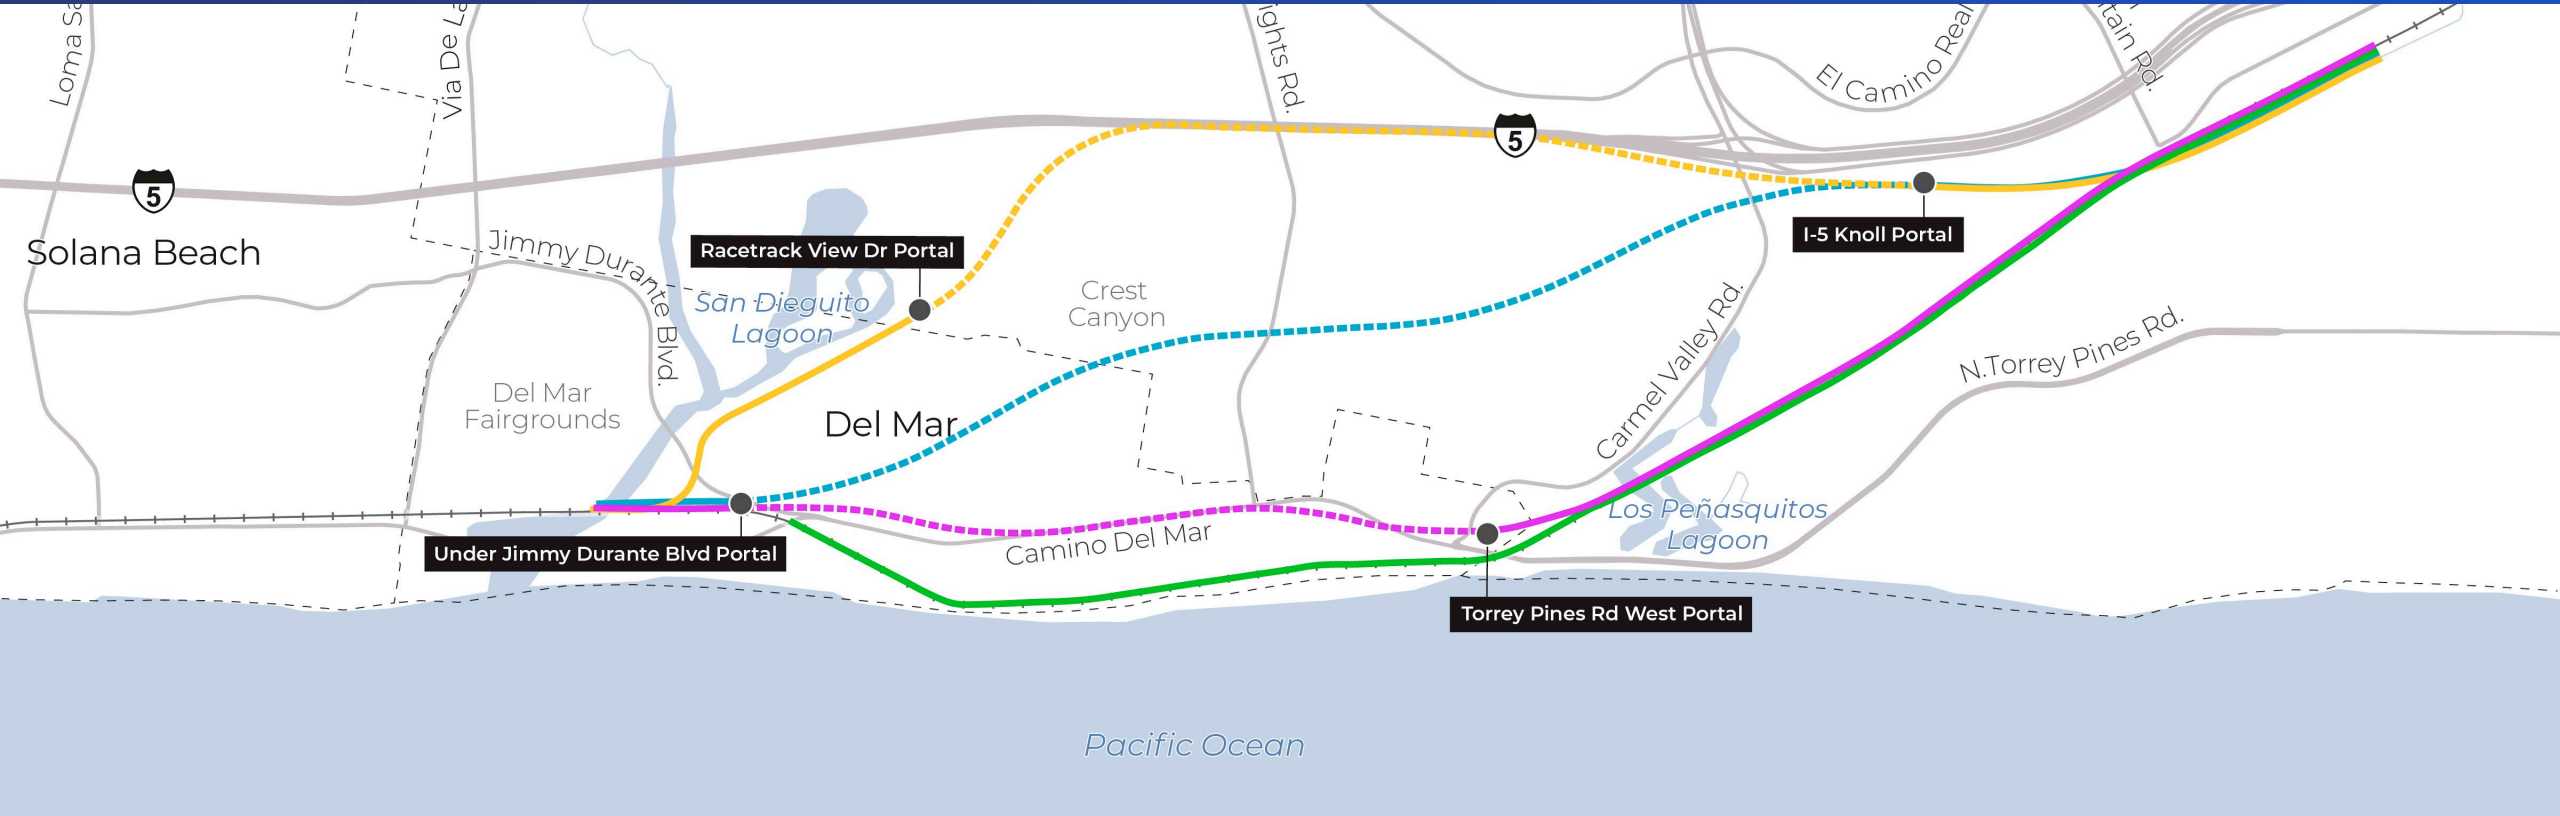 Loma Sa
Via De La
ights Rd.
El Camino Real
tain Rd.
5
5
Solana Beach
Jimmy Durante Blvd.
Racetrack View Dr Portal
I-5 Knoll Portal
San Dieguito
Lagoon
Crest
Canyon
Carmel Valley Rd.
N.Torrey Pines Rd.
Del Mar
Fairgrounds
Del Mar
Los Peñasquitos
Lagoon
Under Jimmy Durante Blvd Portal
Camino Del Mar
Torrey Pines Rd West Portal
Pacific Ocean